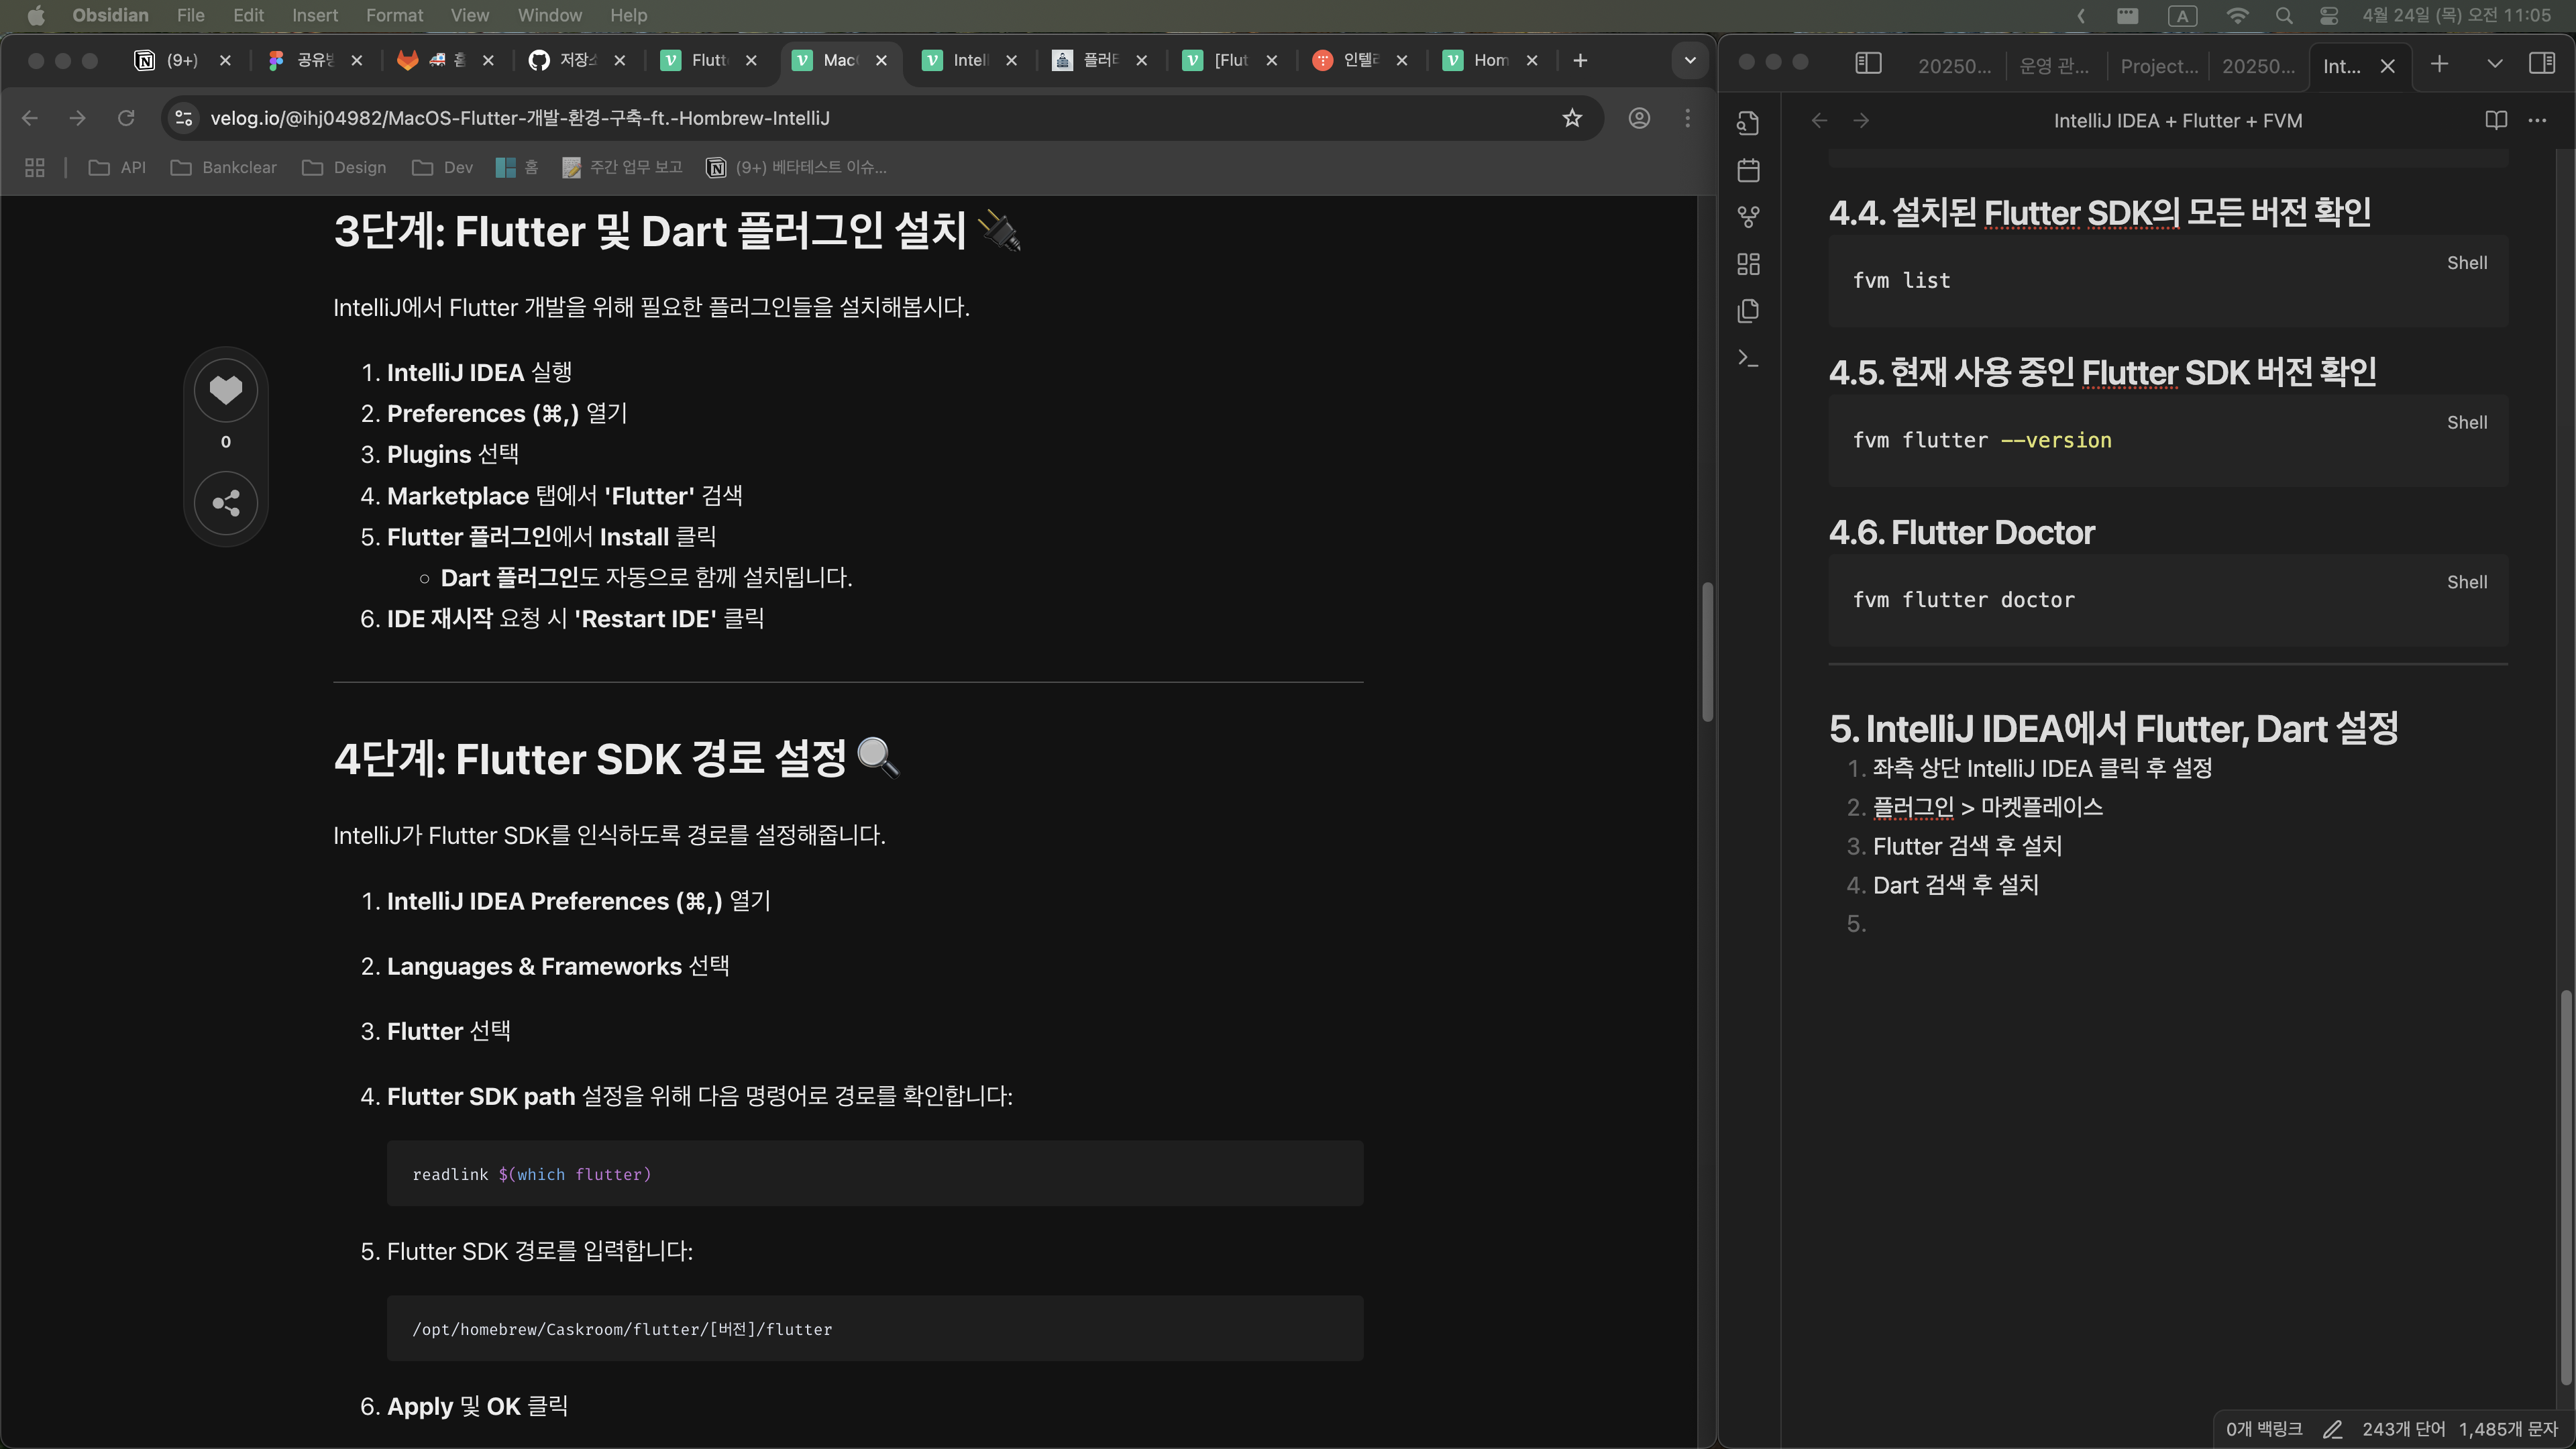 Obsidian File Edit Insert Format View Window Help
A 4월 24일 (목) 오전 11:05
(9+) 공유방 홈 저장소 Flutt Mac Intelli 플러터 [Flut 인텔리 Hom
velog.io/@ihj04982/MacOS-Flutter-개발-환경-구축-ft.-Hombrew-IntelliJ
API Bankclear Design Dev 홈 주간 업무 보고 (9+) 베타테스트 이슈...
3단계: Flutter 및 Dart 플러그인 설치
IntelliJ에서 Flutter 개발을 위해 필요한 플러그인들을 설치해봅시다.
1. IntelliJ IDEA 실행
2. Preferences (⌘,) 열기
3. Plugins 선택
4. Marketplace 탭에서 'Flutter' 검색
5. Flutter 플러그인에서 Install 클릭
Dart 플러그인도 자동으로 함께 설치됩니다.
6. IDE 재시작 요청 시 'Restart IDE' 클릭
0
4단계: Flutter SDK 경로 설정
IntelliJ가 Flutter SDK를 인식하도록 경로를 설정해줍니다.
1. IntelliJ IDEA Preferences (⌘,) 열기
2. Languages & Frameworks 선택
3. Flutter 선택
4. Flutter SDK path 설정을 위해 다음 명령어로 경로를 확인합니다:
readlink $(which flutter)
5. Flutter SDK 경로를 입력합니다:
/opt/homebrew/Caskroom/flutter/[버전]/flutter
6. Apply 및 OK 클릭
20250... 운영 관... Project... 20250... Int...
IntelliJ IDEA + Flutter + FVM
4.4. 설치된 Flutter SDK의 모든 버전 확인
Shell
fvm list
4.5. 현재 사용 중인 Flutter SDK 버전 확인
Shell
fvm flutter --version
4.6. Flutter Doctor
Shell
fvm flutter doctor
5. IntelliJ IDEA에서 Flutter, Dart 설정
1. 좌측 상단 IntelliJ IDEA 클릭 후 설정
2. 플러그인 > 마켓플레이스
3. Flutter 검색 후 설치
4. Dart 검색 후 설치
5.
0개 백링크 243개 단어 1,485개 문자